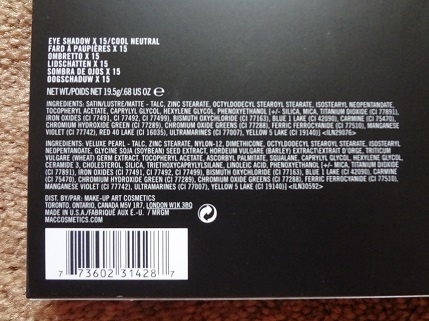 EYE SHADOW X 15/COOL NEUTRAL
FARD À PAUPIÈRES X 15
OMBRETTO X 15
LIDSCHATTEN X 15
SOMBRA DE OJOS X 15
OOGSCHADUW X 15
NET WT./POIDS NET 19.5g/.68 US OZ ℮
INGREDIENTS: SATIN/LUSTRE/MATTE - TALC, ZINC STEARATE, OCTYLDODECYL STEAROYL STEARATE, ISOSTEARYL NEOPENTANOATE,
TOCOPHERYL ACETATE, CAPRYLYL GLYCOL, HEXYLENE GLYCOL, PHENOXYETHANOL, [+/- SILICA, MICA, TITANIUM DIOXIDE (CI
77891), IRON OXIDES (CI 77491, CI 77492, CI 77499), BISMUTH OXYCHLORIDE (CI 77163), BLUE 1 LAKE (CI 42090), CARMINE (CI 75470),
CHROMIUM HYDROXIDE GREEN (CI 77289), CHROMIUM OXIDE GREENS (CI 77288), FERRIC FERROCYANIDE (CI 77510), MANGANESE
VIOLET (CI 77742), RED 40 LAKE (CI 16035), ULTRAMARINES (CI 77007), YELLOW 5 LAKE (CI 19140)] <ILN29076>
INGREDIENTS: VELUXE PEARL - TALC, NYLON-12, DIMETHICONE, OCTYLDODECYL STEAROYL STEARATE, ISOSTEARYL
NEOPENTANOATE, GLYCINE SOJA (SOYBEAN) SEED EXTRACT, HORDEUM VULGARE (BARLEY) EXTRACT\EXTRAIT D'ORGE, TRITICUM
VULGARE (WHEAT) GERM EXTRACT, TOCOPHERYL ACETATE, ASCORBYL PALMITATE, SQUALANE, CAPRYLYL GLYCOL, HEXYLENE GLYCOL,
CERAMIDE 3, CHOLESTEROL, SILICA, TRIETHOXYCAPRYLYLSILANE, LINOLEIC ACID, PHENOXYETHANOL [+/- MICA, TITANIUM DIOXIDE
(CI 77891), IRON OXIDES (CI 77491, CI 77492, CI 77499), BISMUTH OXYCHLORIDE (CI 77163), BLUE 1 LAKE (CI 42090), CARMINE
(CI 75470), CHROMIUM HYDROXIDE GREEN (CI 77289), CHROMIUM OXIDE GREENS (CI 77288), FERRIC FERROCYANIDE (CI 77510),
MANGANESE VIOLET (CI 77742), ULTRAMARINES (CI 77007), YELLOW 5 LAKE (CI 19140)] <ILN30592>
DIST. BY/PAR: MAKE-UP ART COSMETICS
TORONTO, ONTARIO, CANADA M5V JR7, LONDON W1K 3BQ
MADE IN U.S.A./FABRIQUÉ AUX É.-U. / MRGM
MACCOSMETICS.COM
7 73602 31428 7